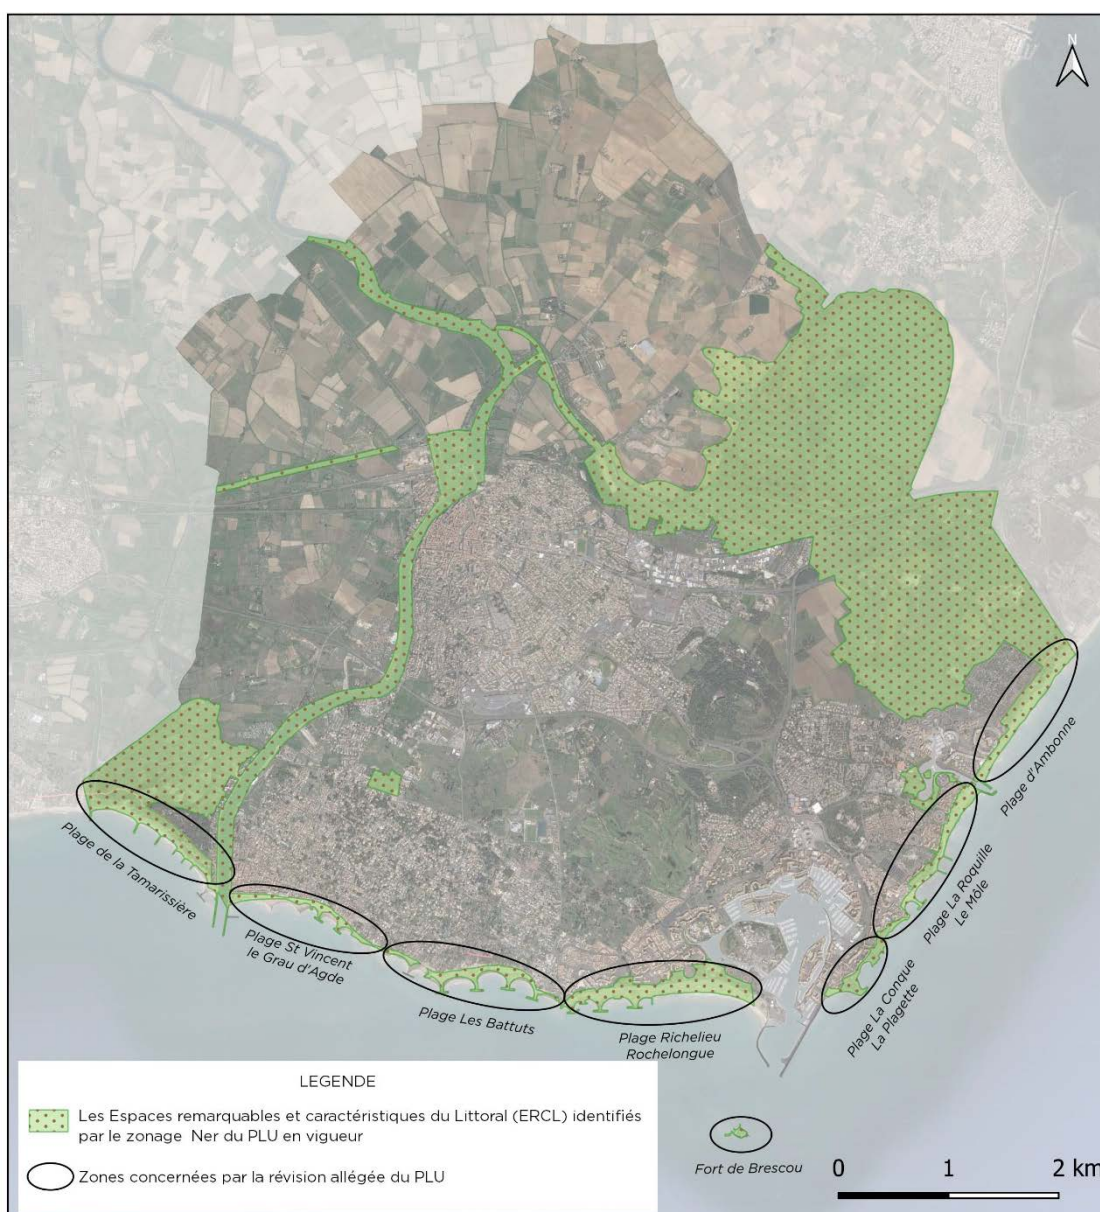 N
Plage d'Ambonne
Plage de la Tamarissière
Plage La Roquille
Le Môle
Plage St Vincent
le Grau d'Agde
Plage La Conque
La Plagette
Plage Les Battuts
Plage Richelieu
Rochelongue
LEGENDE
Les Espaces remarquables et caractéristiques du Littoral (ERCL) identifiés
par le zonage Ner du PLU en vigueur
Zones concernées par la révision allégée du PLU
Fort de Brescou
0 1 2 km